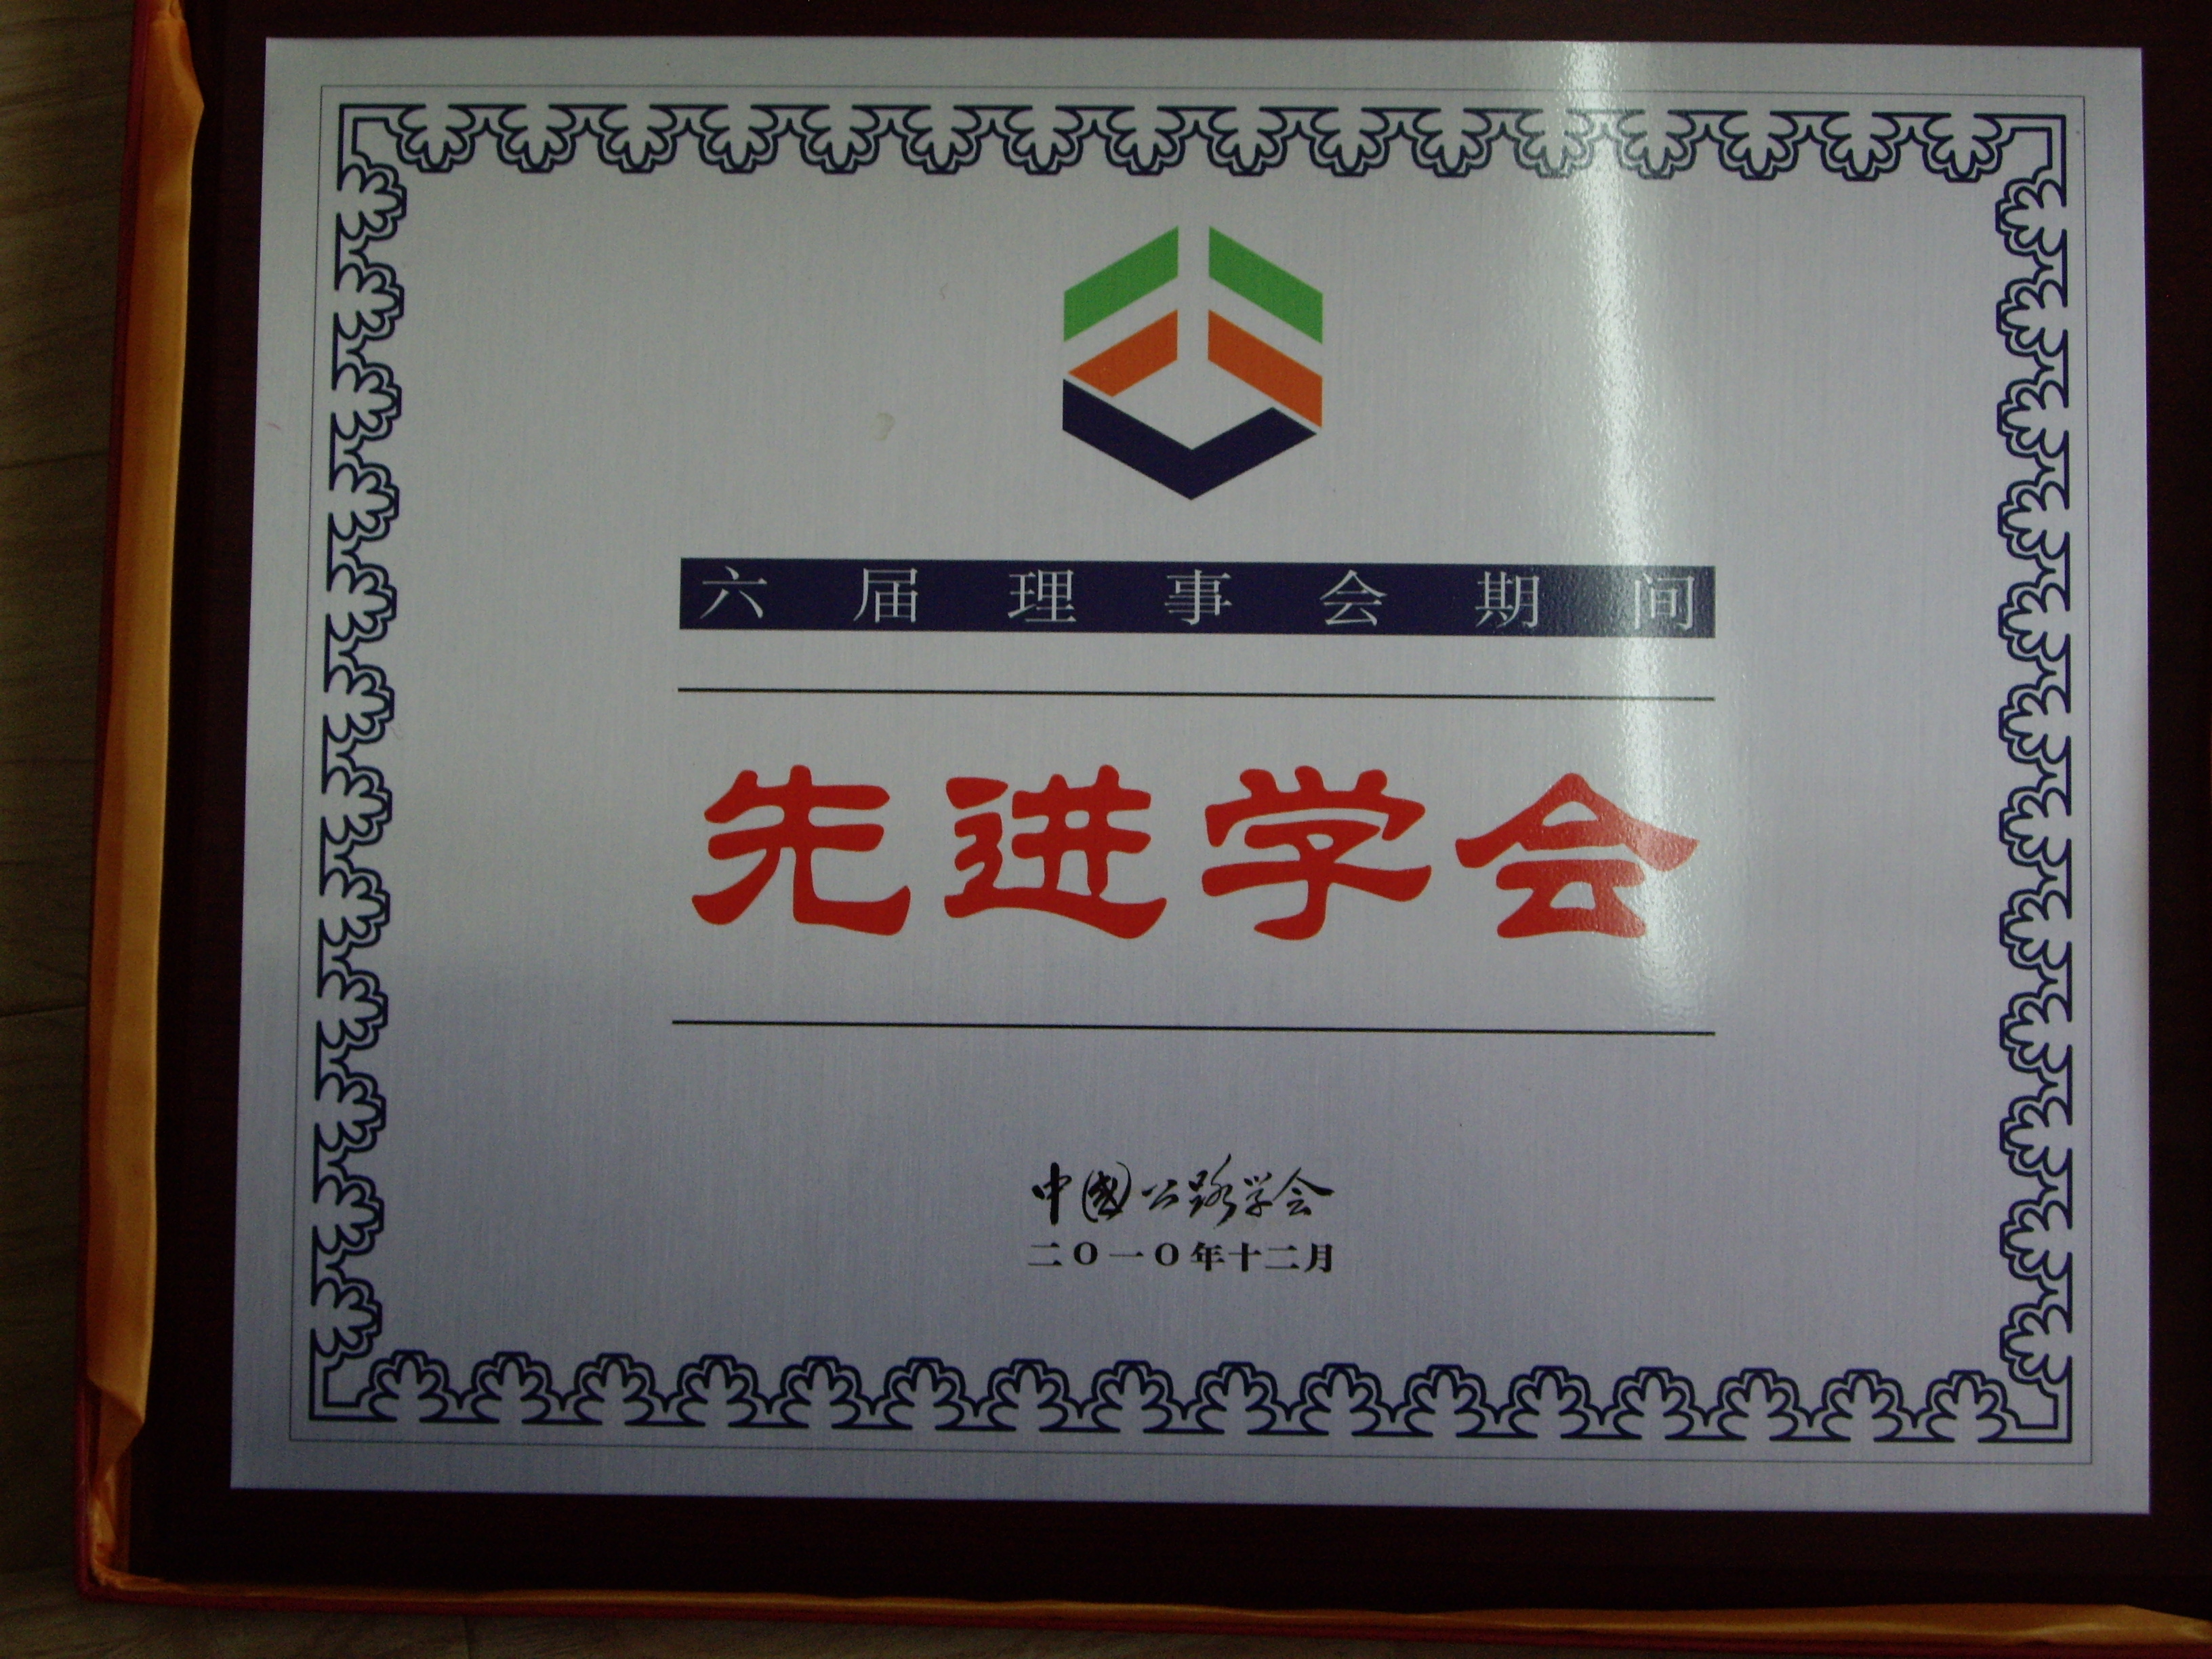 六届理事会期间
先进学会
中國公路学会
二〇一〇年十二月